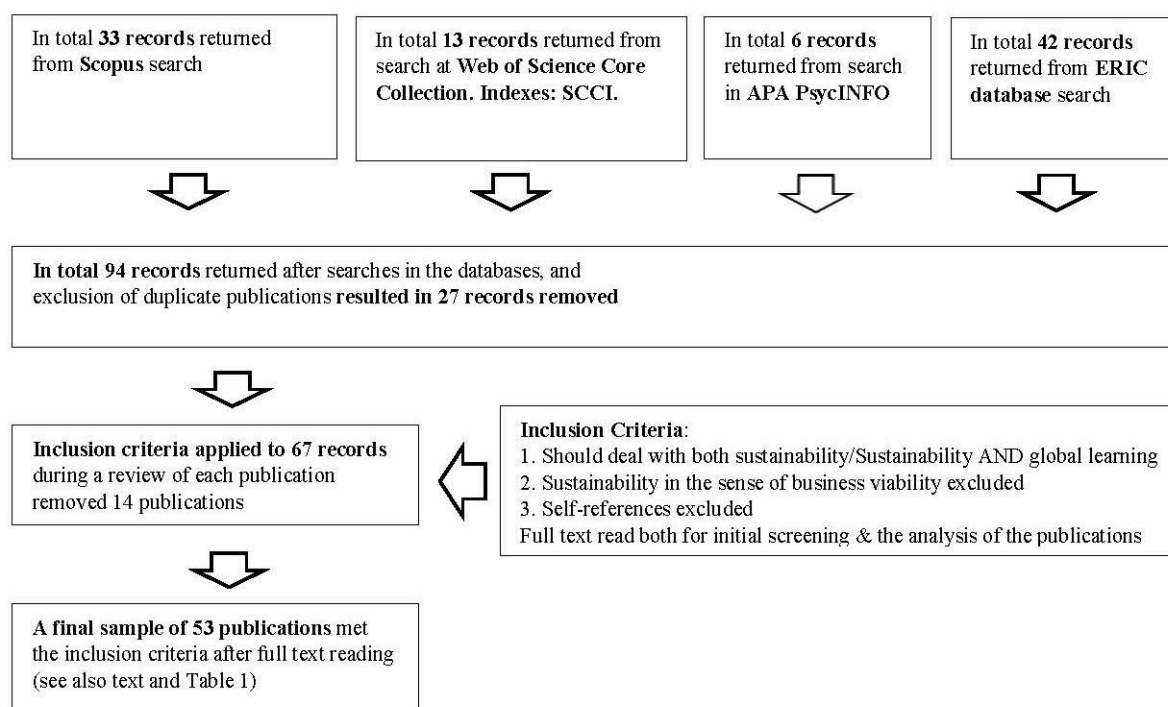 In total 33 records returned
from Scopus search
In total 13 records returned from
search at Web of Science Core
Collection. Indexes: SCCI.
In total 6 records
returned from search
in APA PsycINFO
In total 42 records
returned from ERIC
database search
In total 94 records returned after searches in the databases, and
exclusion of duplicate publications resulted in 27 records removed
Inclusion criteria applied to 67 records
during a review of each publication
removed 14 publications
Inclusion Criteria:
1. Should deal with both sustainability/Sustainability AND global learning
2. Sustainability in the sense of business viability excluded
3. Self-references excluded
Full text read both for initial screening & the analysis of the publications
A final sample of 53 publications met
the inclusion criteria after full text reading
(see also text and Table 1)